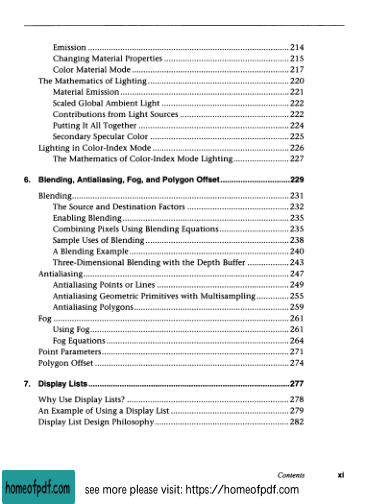 Emission ........ 214
Changing Material Properties ........ 215
Color Material Mode ........ 217
The Mathematics of Lighting ........ 220
Material Emission ........ 221
Scaled Global Ambient Light ........ 222
Contributions from Light Sources ........ 222
Putting It All Together ........ 224
Secondary Specular Color ........ 225
Lighting in Color-Index Mode ........ 226
The Mathematics of Color-Index Mode Lighting ........ 227
6. Blending, Antialiasing, Fog, and Polygon Offset ........ 229
Blending ........ 231
The Source and Destination Factors ........ 232
Enabling Blending ........ 235
Combining Pixels Using Blending Equations ........ 235
Sample Uses of Blending ........ 238
A Blending Example ........ 240
Three-Dimensional Blending with the Depth Buffer ........ 243
Antialiasing ........ 247
Antialiasing Points or Lines ........ 249
Antialiasing Geometric Primitives with Multisampling ........ 255
Antialiasing Polygons ........ 259
Fog ........ 261
Using Fog ........ 261
Fog Equations ........ 264
Point Parameters ........ 271
Polygon Offset ........ 274
7. Display Lists ........ 277
Why Use Display Lists? ........ 278
An Example of Using a Display List ........ 279
Display List Design Philosophy ........ 282
Contents xi
homeofpdf.com see more please visit: https://homeofpdf.com